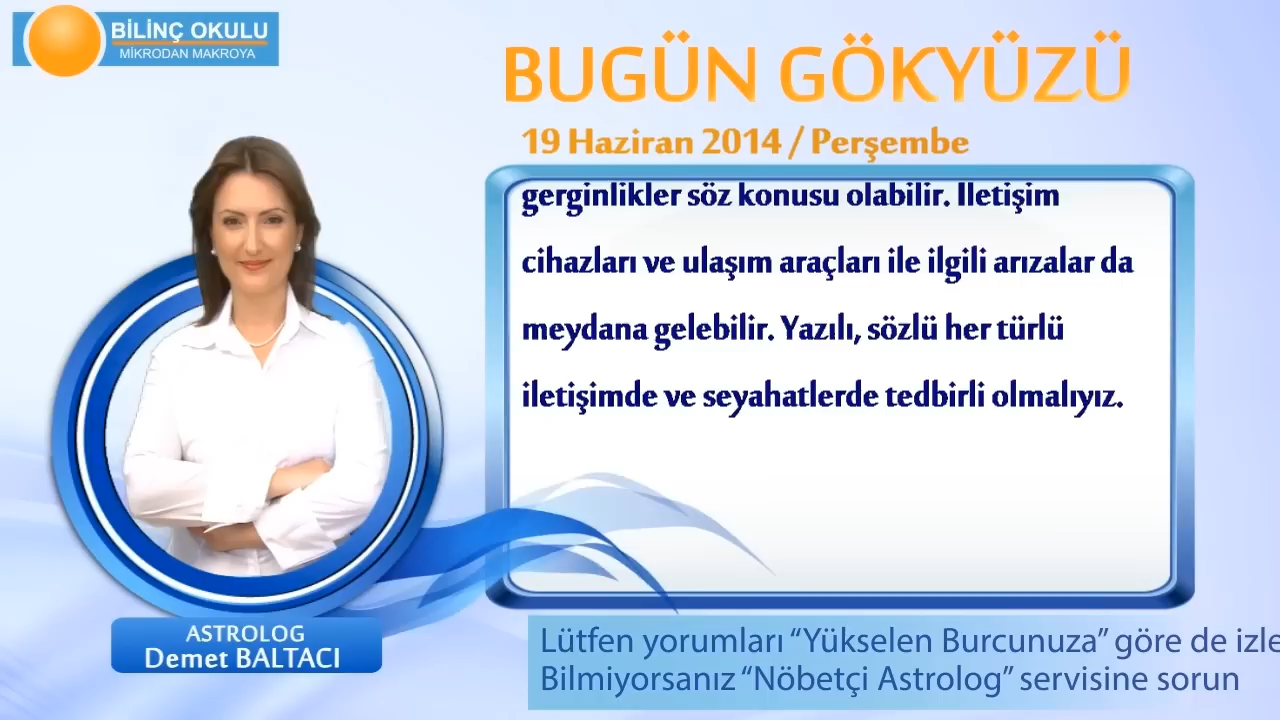 BİLİNÇ OKULU
MİKRODAN MAKROYA
BUGÜN GÖKYÜZÜ
19 Haziran 2014 / Perşembe
gerginlikler söz konusu olabilir. İletişim
cihazları ve ulaşım araçları ile ilgili arızalar da
meydana gelebilir. Yazılı, sözlü her türlü
iletişimde ve seyahatlerde tedbirli olmalıyız.
ASTROLOG
Demet BALTACI
Lütfen yorumları “Yükselen Burcunuza” göre de izle
Bilmiyorsanız “Nöbetçi Astrolog” servisine sorun